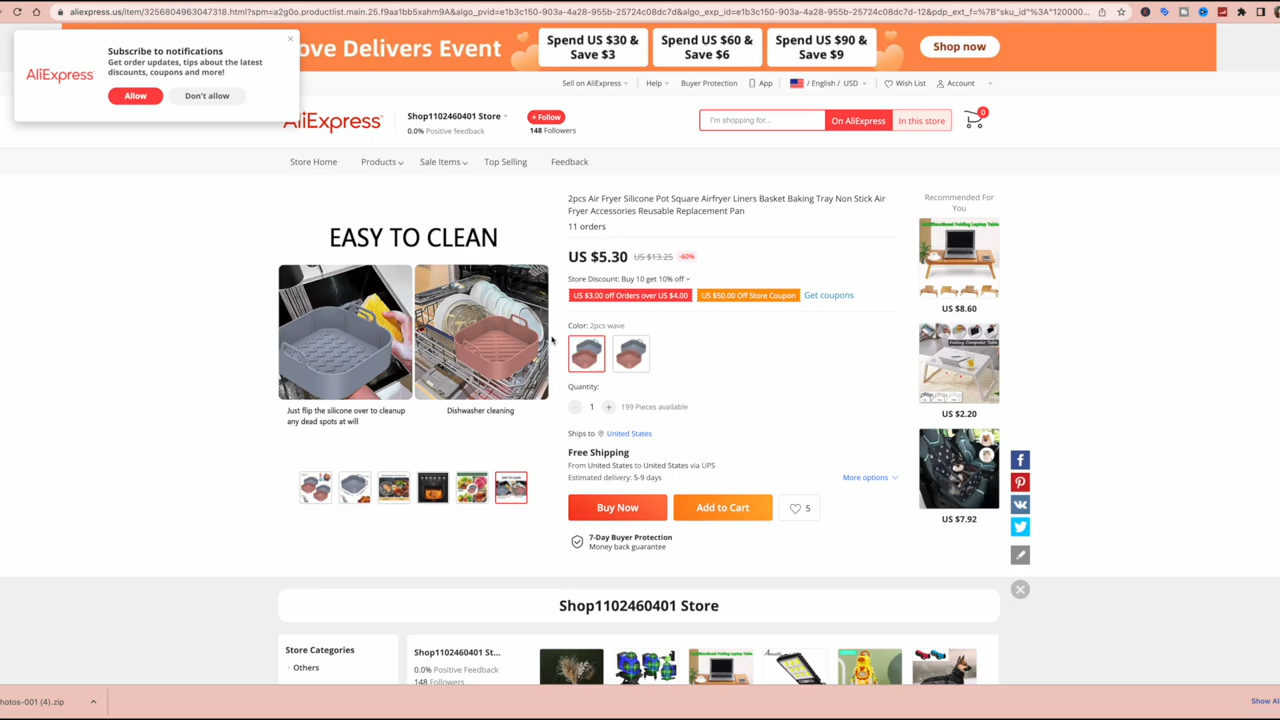 aliexpress.us/item/3256804963047318.html?spm=a2g0o.productlist.main.25.f9aa1bb5xahm9A&algo_pvid=e1b3c150-903a-4a28-955b-25724c08dc7d&algo_exp_id=e1b3c150-903a-4a28-955b-25724c08dc7d-12&pdp_ext_f=%7B"sku_id"%3A"120000...
Subscribe to notifications
Get order updates, tips about the latest
discounts, coupons and more!
AliExpress
Allow
Don't allow
ove Delivers Event
Spend US $30 &
Save $3
Spend US $60 &
Save $6
Spend US $90 &
Save $9
Shop now
Sell on AliExpress
Help
Buyer Protection
App
/ English / USD
Wish List
Account
AliExpress
Shop1102460401 Store
0.0% Positive feedback
+ Follow
148 Followers
I'm shopping for...
On AliExpress
In this store
0
Store Home
Products
Sale Items
Top Selling
Feedback
EASY TO CLEAN
Just flip the silicone over to cleanup
any dead spots at will
Dishwasher cleaning
2pcs Air Fryer Silicone Pot Square Airfryer Liners Basket Baking Tray Non Stick Air
Fryer Accessories Reusable Replacement Pan
11 orders
US $5.30 US $13.25 -60%
Store Discount: Buy 10 get 10% off
US $3.00 off Orders over US $4.00
US $50.00 Off Store Coupon
Get coupons
Color: 2pcs wave
Quantity:
1
199 Pieces available
Ships to United States
Free Shipping
From United States to United States via UPS
Estimated delivery: 5-9 days
More options
Buy Now
Add to Cart
5
7-Day Buyer Protection
Money back guarantee
Recommended For
You
US $8.60
US $2.20
US $7.92
Shop1102460401 Store
Store Categories
Others
Shop1102460401 St...
0.0% Positive Feedback
148 Followers
hotos-001 (4).zip
Show Al